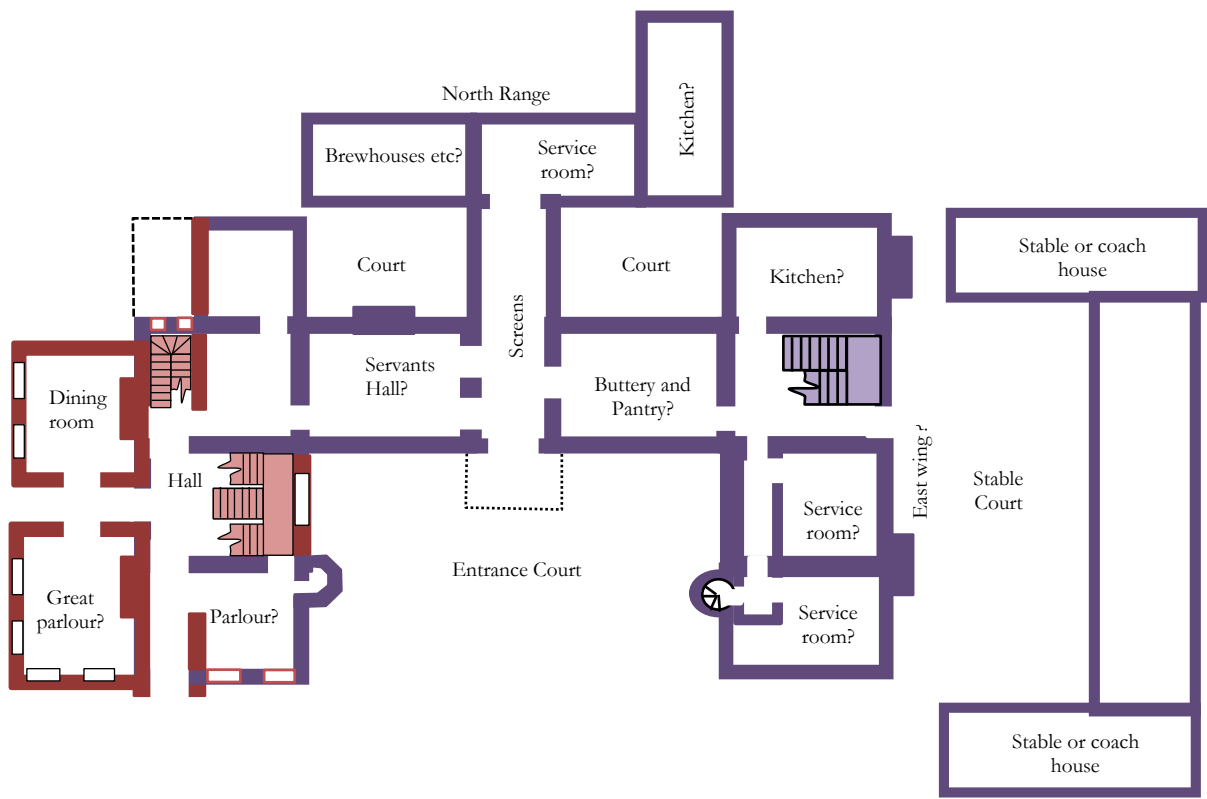 North Range
Kitchen?
Brewhouses etc?
Service
room?
Court
Court
Kitchen?
Stable or coach
house
Screens
Servants
Hall?
Buttery and
Pantry?
Dining
room
Hall
East wing ?
Stable
Court
Service
room?
Entrance Court
Great
parlour?
Parlour?
Service
room?
Stable or coach
house